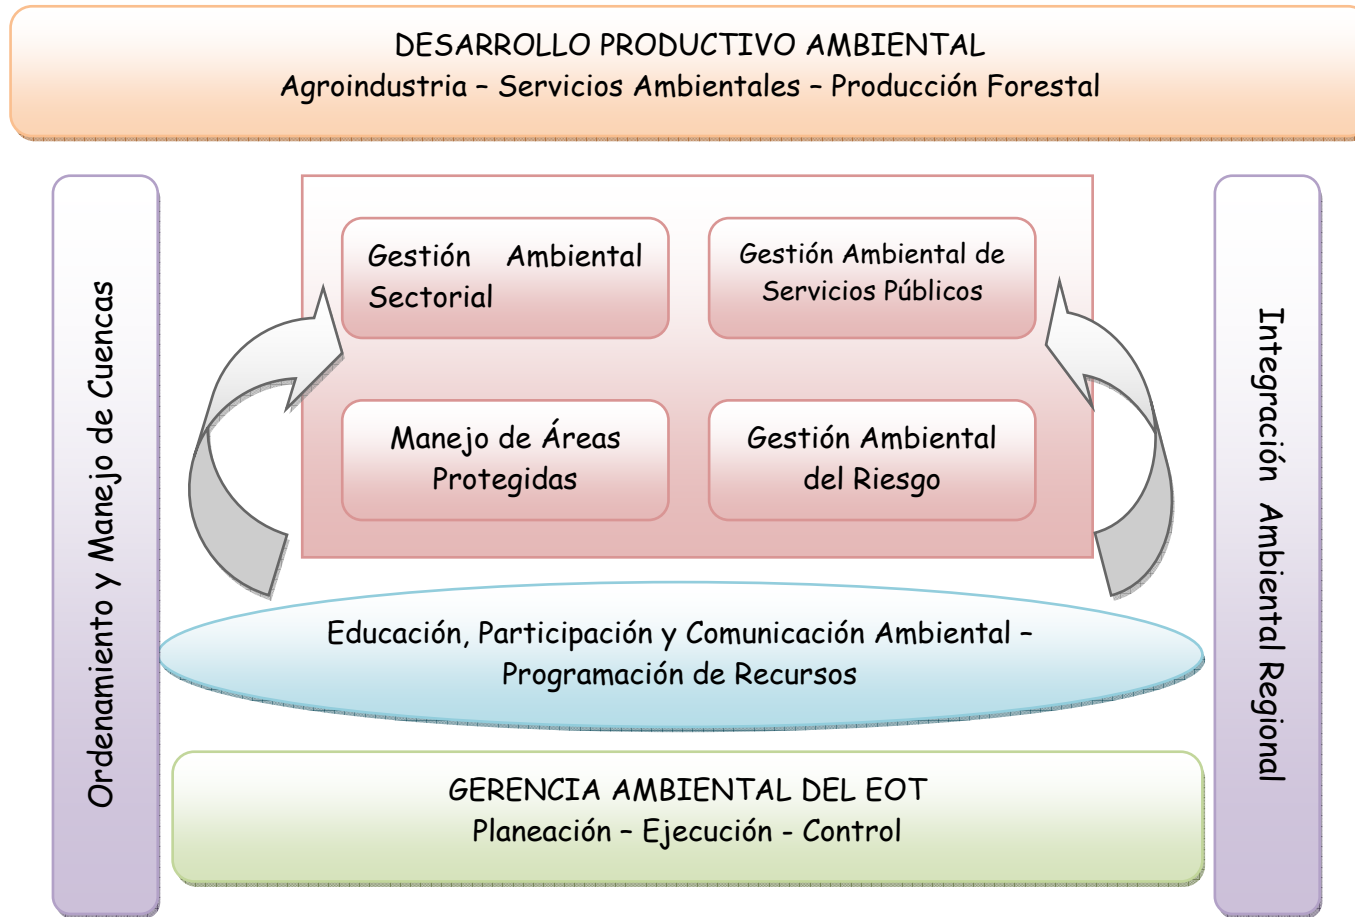 DESARROLLO PRODUCTIVO AMBIENTAL
Agroindustria – Servicios Ambientales – Producción Forestal
Ordenamiento y Manejo de Cuencas
Gestión Ambiental
Sectorial
Gestión Ambiental de
Servicios Públicos
Manejo de Áreas
Protegidas
Gestión Ambiental
del Riesgo
Integración Ambiental Regional
Educación, Participación y Comunicación Ambiental –
Programación de Recursos
GERENCIA AMBIENTAL DEL EOT
Planeación – Ejecución - Control